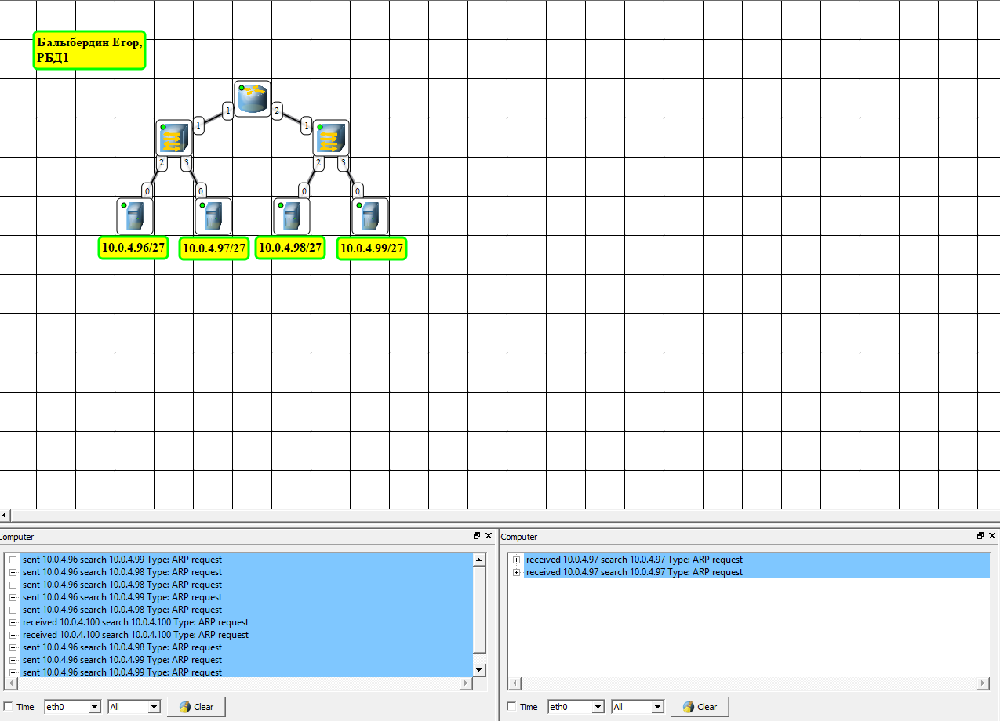 Балыбердин Егор,
РБД1
1
2
1
1
2
3
2
3
0
0
0
0
10.0.4.96/27
10.0.4.97/27
10.0.4.98/27
10.0.4.99/27
Computer
sent 10.0.4.96 search 10.0.4.99 Type: ARP request
sent 10.0.4.96 search 10.0.4.98 Type: ARP request
sent 10.0.4.96 search 10.0.4.98 Type: ARP request
sent 10.0.4.96 search 10.0.4.99 Type: ARP request
sent 10.0.4.96 search 10.0.4.98 Type: ARP request
received 10.0.4.100 search 10.0.4.100 Type: ARP request
received 10.0.4.100 search 10.0.4.100 Type: ARP request
sent 10.0.4.96 search 10.0.4.98 Type: ARP request
sent 10.0.4.96 search 10.0.4.99 Type: ARP request
sent 10.0.4.96 search 10.0.4.99 Type: ARP request
Time eth0 All Clear
Computer
received 10.0.4.97 search 10.0.4.97 Type: ARP request
received 10.0.4.97 search 10.0.4.97 Type: ARP request
Time eth0 All Clear